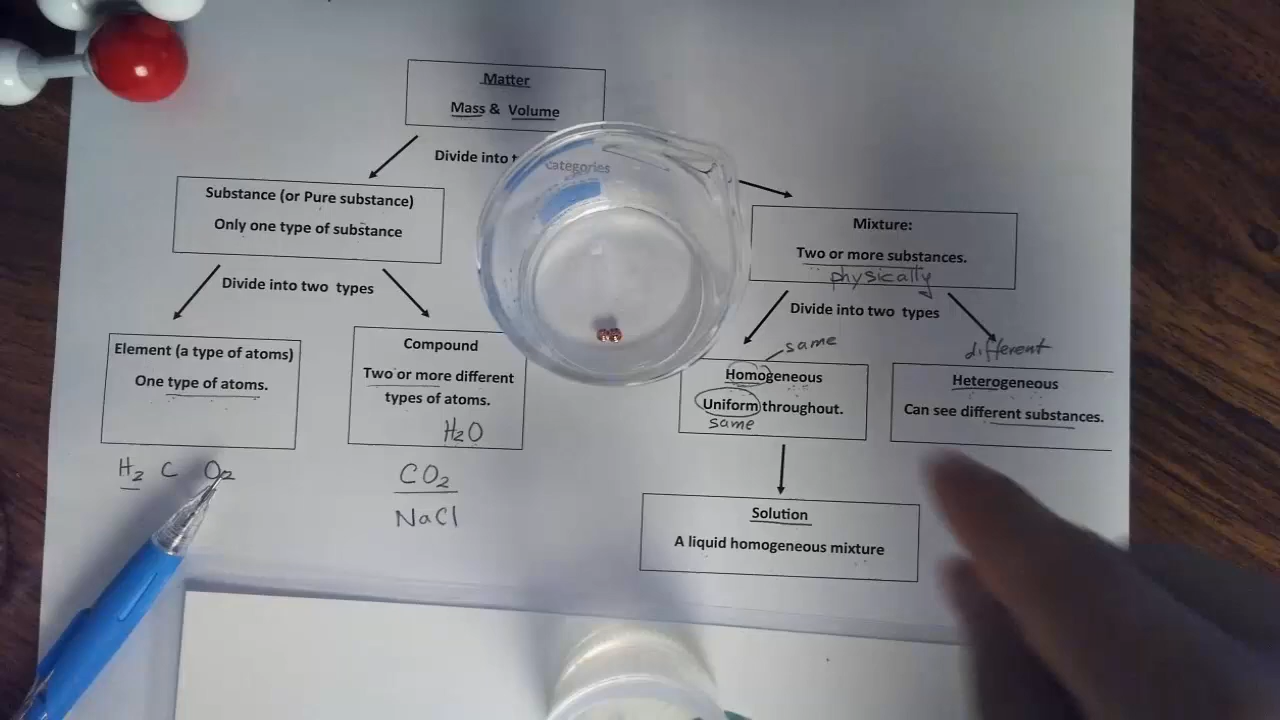 Matter
Mass & Volume
Divide into
categories
Substance (or Pure substance)
Only one type of substance
Mixture:
Two or more substances.
physically
Divide into two types
Divide into two types
Element (a type of atoms)
One type of atoms.
Compound
Two or more different
types of atoms.
H₂O
same
Homogeneous
Uniform throughout.
same
different
Heterogeneous
Can see different substances.
H₂ C O₂
CO₂
NaCl
Solution
A liquid homogeneous mixture